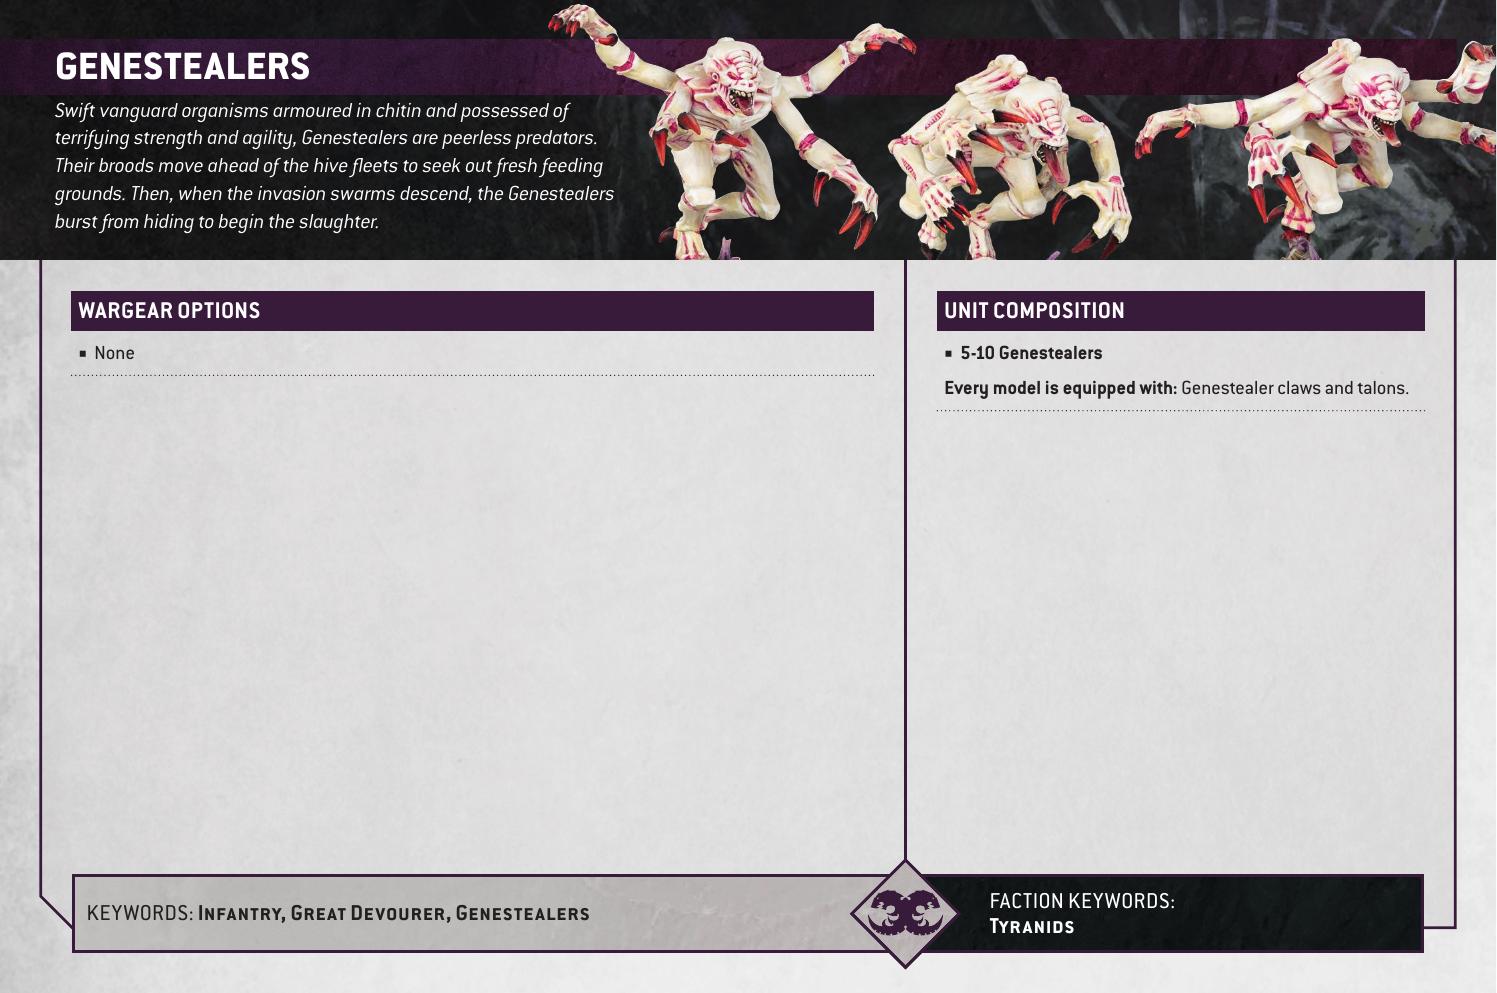 GENESTEALERS
Swift vanguard organisms armoured in chitin and possessed of
terrifying strength and agility, Genestealers are peerless predators.
Their broods move ahead of the hive fleets to seek out fresh feeding
grounds. Then, when the invasion swarms descend, the Genestealers
burst from hiding to begin the slaughter.
WARGEAR OPTIONS
▪ None
UNIT COMPOSITION
▪ 5-10 Genestealers
Every model is equipped with: Genestealer claws and talons.
KEYWORDS: Infantry, Great Devourer, Genestealers
FACTION KEYWORDS:
Tyranids